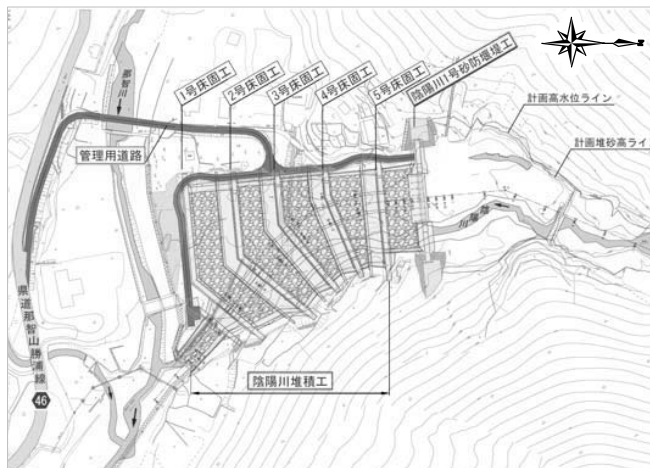 那智川
1号床固工
2号床固工
3号床固工
4号床固工
5号床固工
陰陽川1号砂防堰堤工
計画高水位ライン
計画堆砂高ライ
管理用道路
陰陽川
県道那智山勝浦線
46
陰陽川堆積工